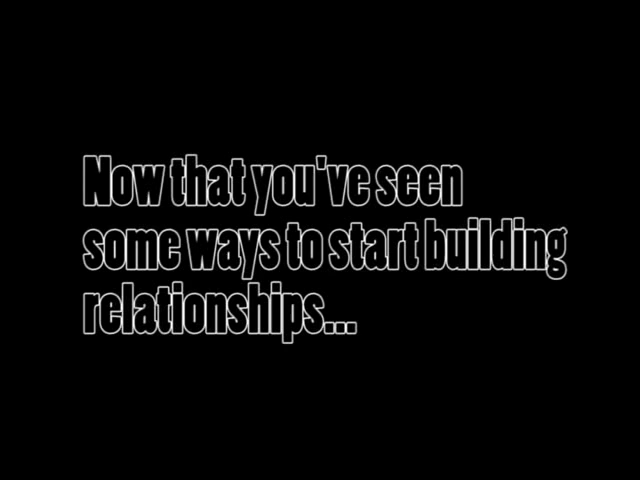 Now that you've seen
some ways to start building
relationships...